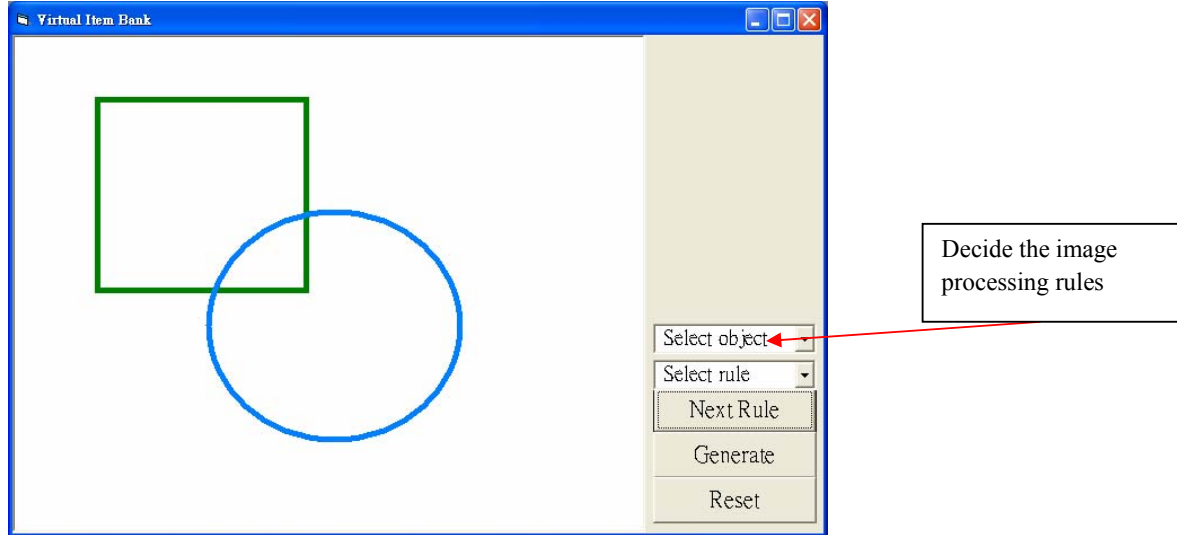 Virtual Item Bank
Decide the image
processing rules
Select object
Select rule
Next Rule
Generate
Reset